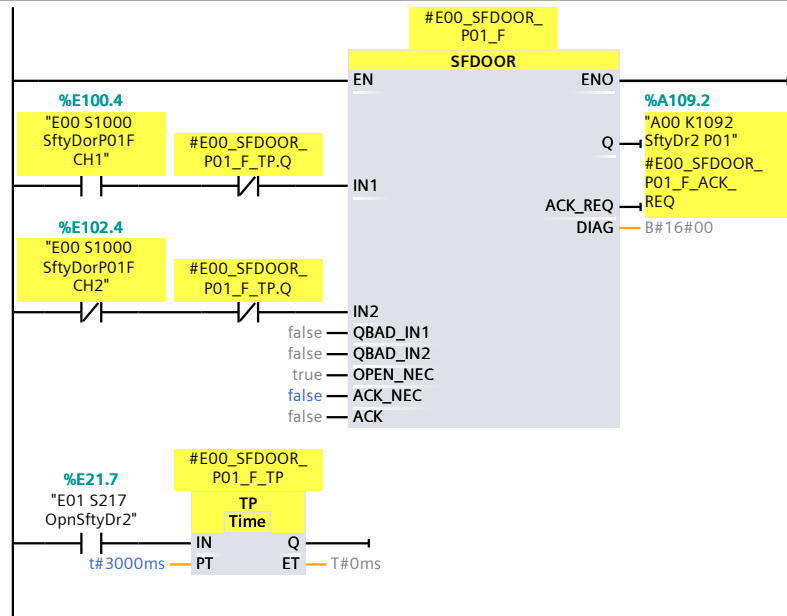 #E00_SFDOOR_
P01_F
SFDOOR
EN
ENO
%E100.4
"E00 S1000
SftyDorP01F
CH1"
#E00_SFDOOR_
P01_F_TP.Q
IN1
%A109.2
"A00 K1092
SftyDr2 P01"
Q
#E00_SFDOOR_
P01_F_ACK_
REQ
ACK_REQ
DIAG
B#16#00
%E102.4
"E00 S1000
SftyDorP01F
CH2"
#E00_SFDOOR_
P01_F_TP.Q
IN2
false QBAD_IN1
false QBAD_IN2
true OPEN_NEC
false ACK_NEC
false ACK
%E21.7
"E01 S217
OpnSftyDr2"
#E00_SFDOOR_
P01_F_TP
TP
Time
IN
Q
t#3000ms PT
ET T#0ms